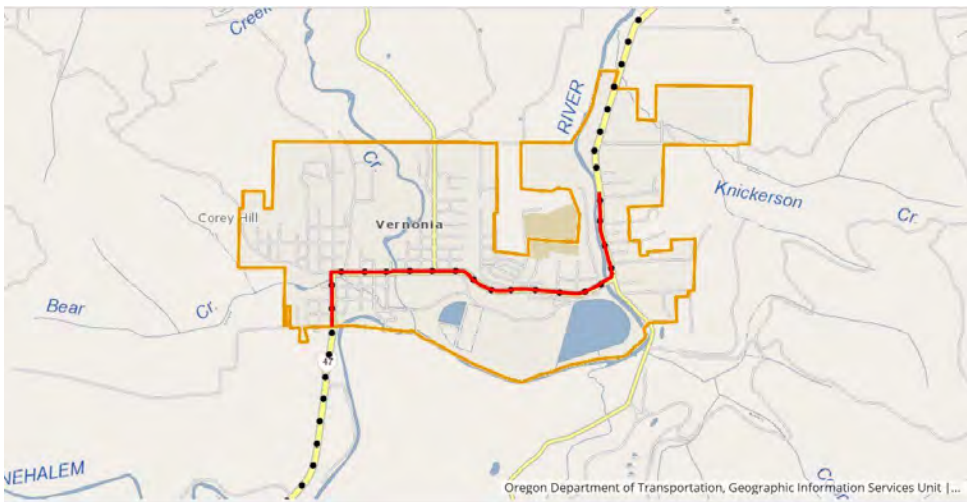 Creek
RIVER
Cr.
Knickerson
Cr.
Corey Hill
Vernonia
Bear
Cr.
47
NEHALEM
Oregon Department of Transportation, Geographic Information Services Unit |...